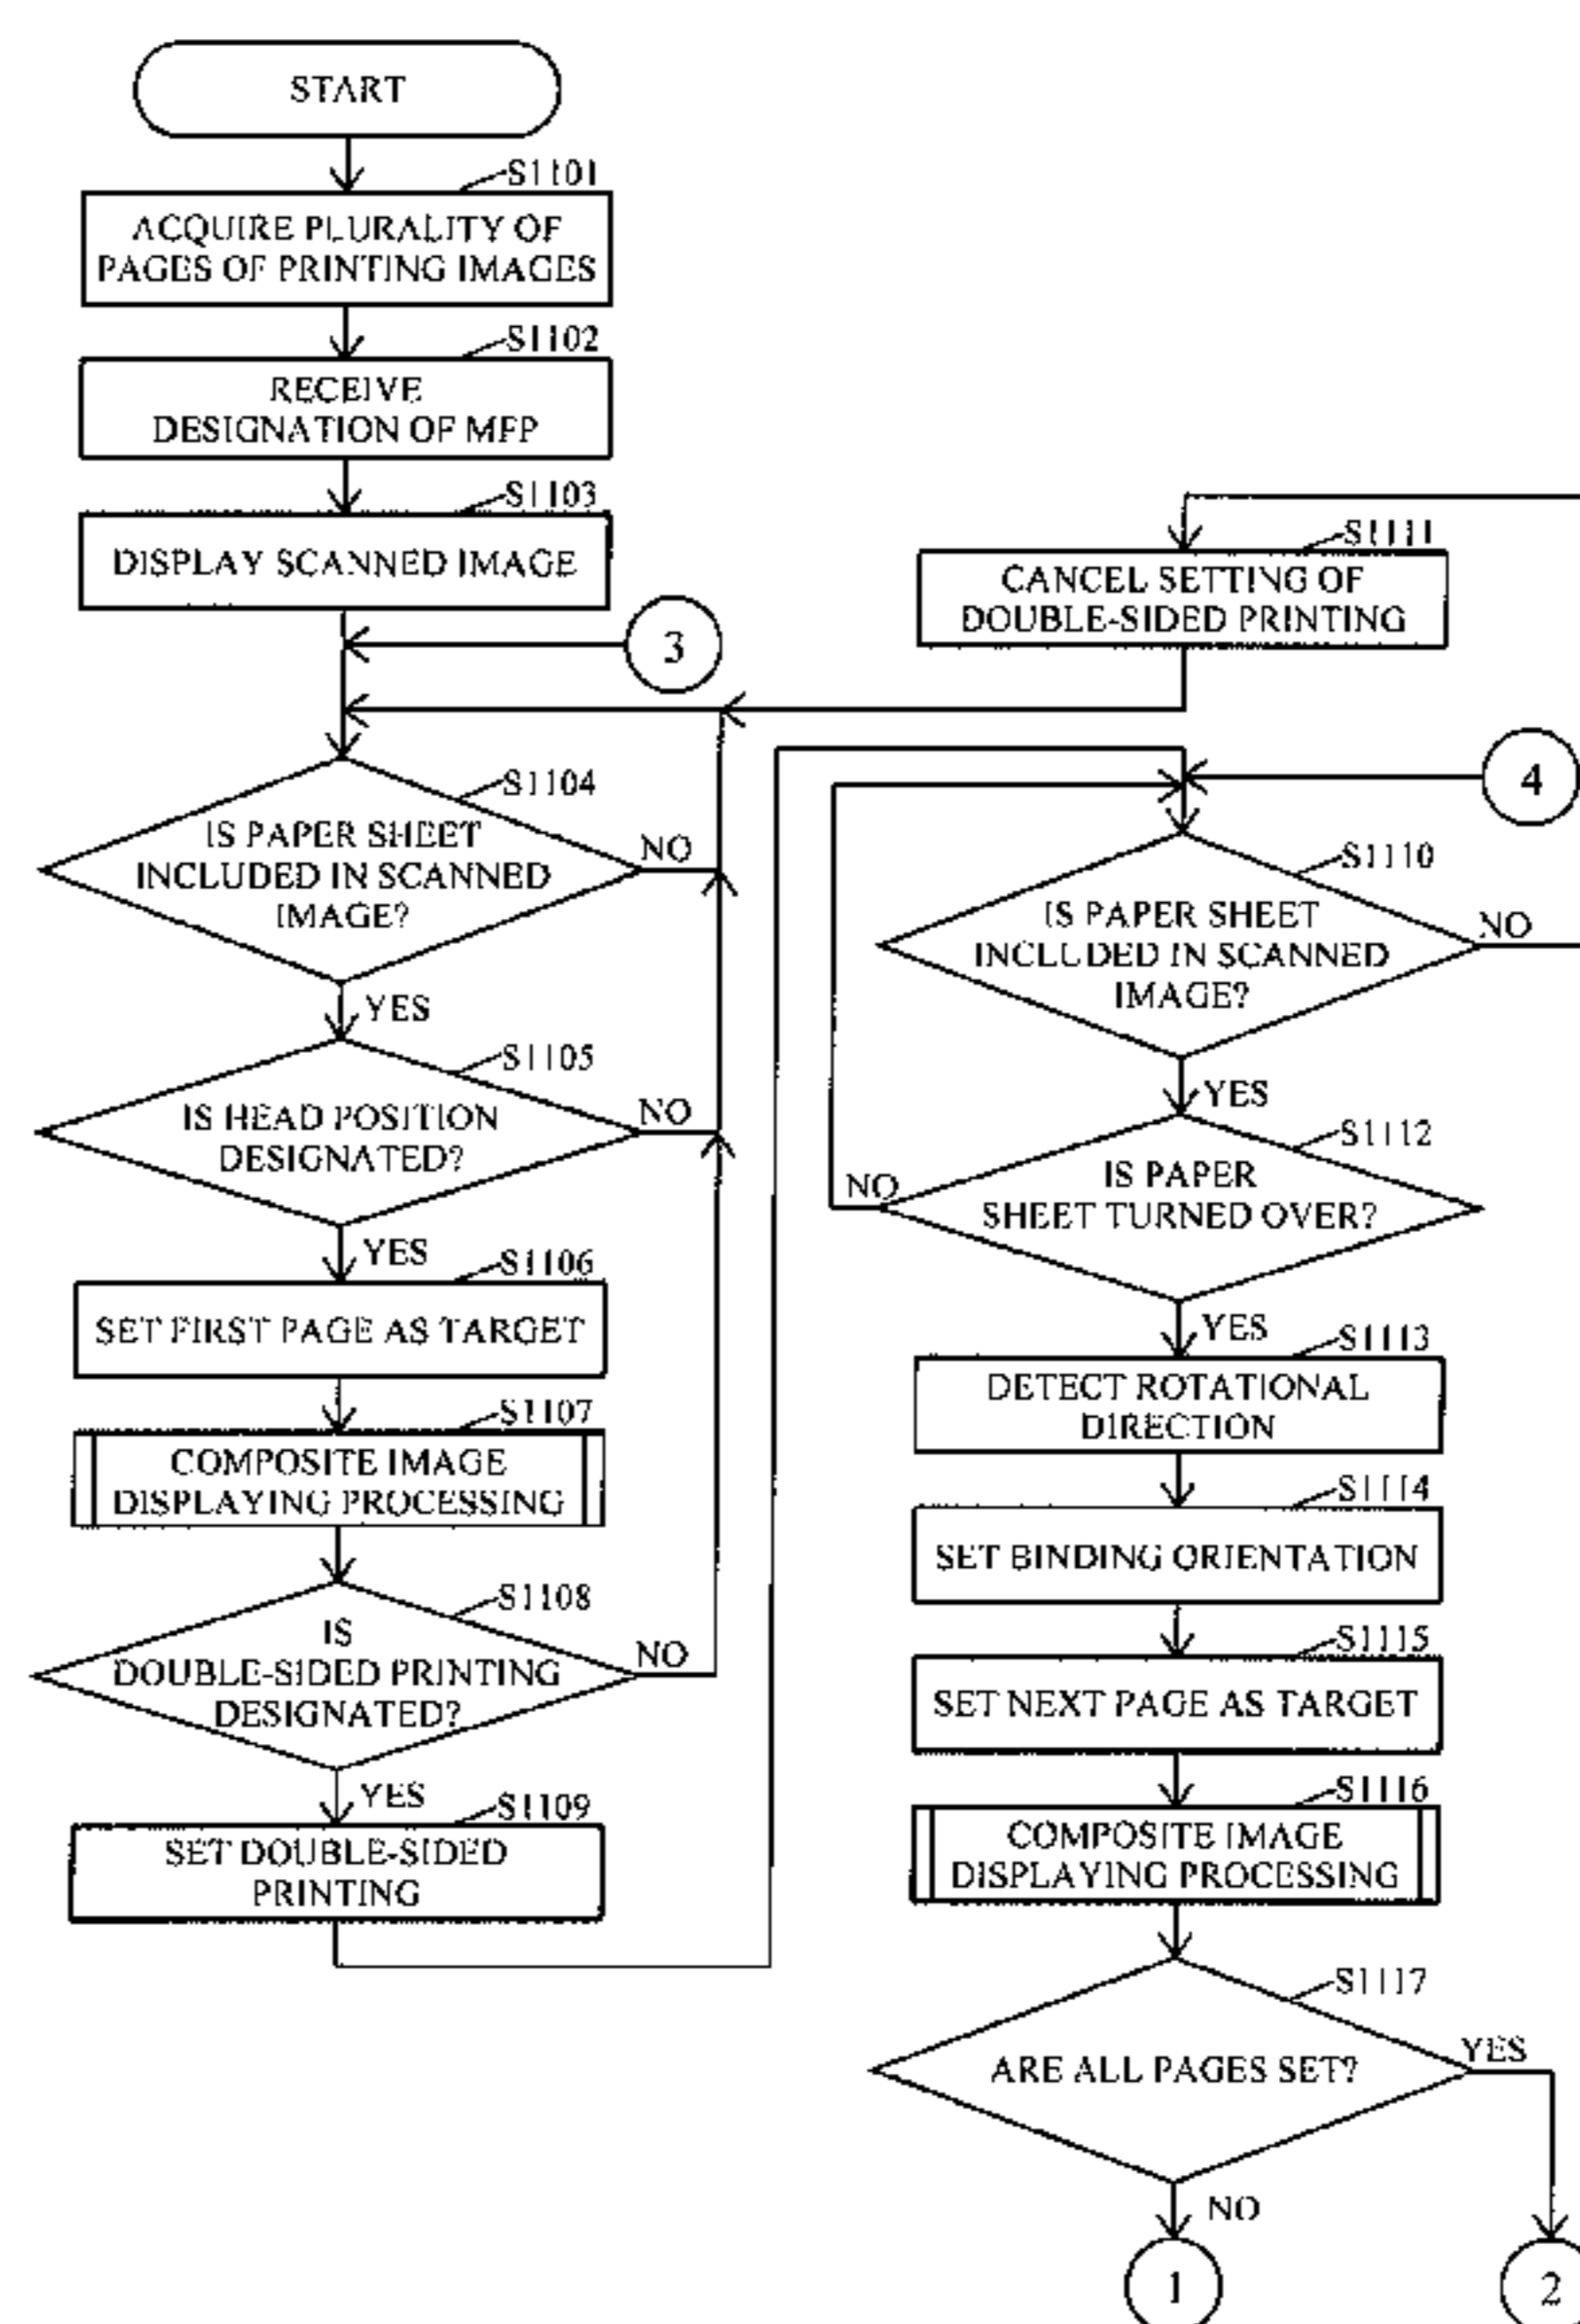 START
S1101
ACQUIRE PLURALITY OF
PAGES OF PRINTING IMAGES
S1102
RECEIVE
DESIGNATION OF MFP
S1103
DISPLAY SCANNED IMAGE
3
S1104
IS PAPER SHEET
INCLUDED IN SCANNED
IMAGE?
NO
YES
S1105
IS HEAD POSITION
DESIGNATED?
NO
YES
S1106
SET FIRST PAGE AS TARGET
S1107
COMPOSITE IMAGE
DISPLAYING PROCESSING
S1108
IS
DOUBLE-SIDED PRINTING
DESIGNATED?
NO
YES
S1109
SET DOUBLE-SIDED
PRINTING
S1111
CANCEL SETTING OF
DOUBLE-SIDED PRINTING
4
S1110
IS PAPER SHEET
INCLUDED IN SCANNED
IMAGE?
NO
YES
S1112
IS PAPER
SHEET TURNED OVER?
NO
YES
S1113
DETECT ROTATIONAL
DIRECTION
S1114
SET BINDING ORIENTATION
S1115
SET NEXT PAGE AS TARGET
S1116
COMPOSITE IMAGE
DISPLAYING PROCESSING
S1117
ARE ALL PAGES SET?
YES
NO
1
2